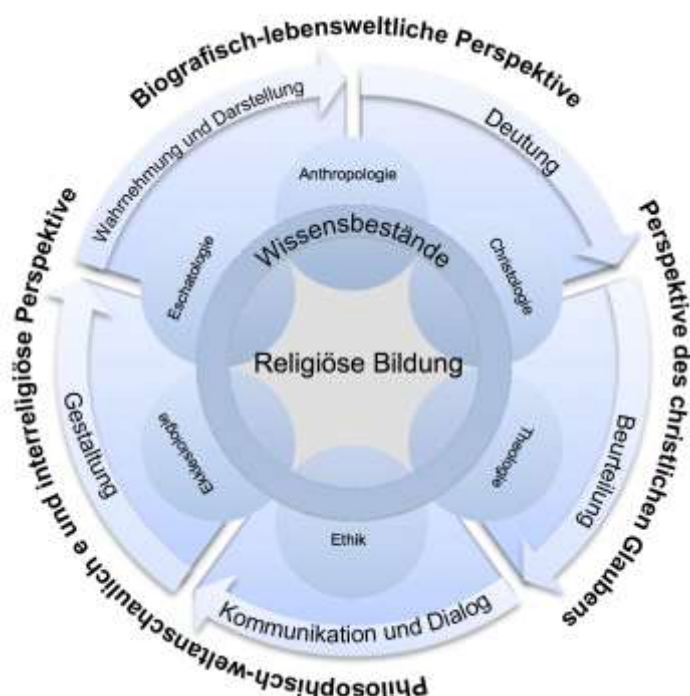 Biografisch-lebensweltliche Perspektive
Wahrnehmung und Darstellung
Deutung
Anthropologie
Wissensbestände
Eschatologie
Christologie
Perspektive des christlichen Glaubens
Religiöse Bildung
Beurteilung
Theologie
Ekklesiologie
Gestaltung
Ethik
Kommunikation und Dialog
Philosophisch-weltanschaulich e und interreligiöse Perspektive